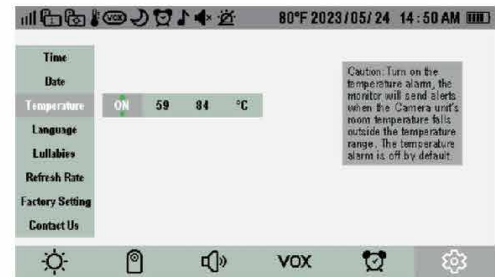 VOX 80°F 2023/05/24 14:50AM
Time
Date
Temperature ON 59 84 °C
Language
Lullabies
Refresh Rate
Factory Setting
Contact Us
Caution:Turn on the
temperature alarm, the
monitor will send alerts
when the Camera unit's
room temperature falls
outside the temperature
range. The temperature
alarm is off by default.
VOX